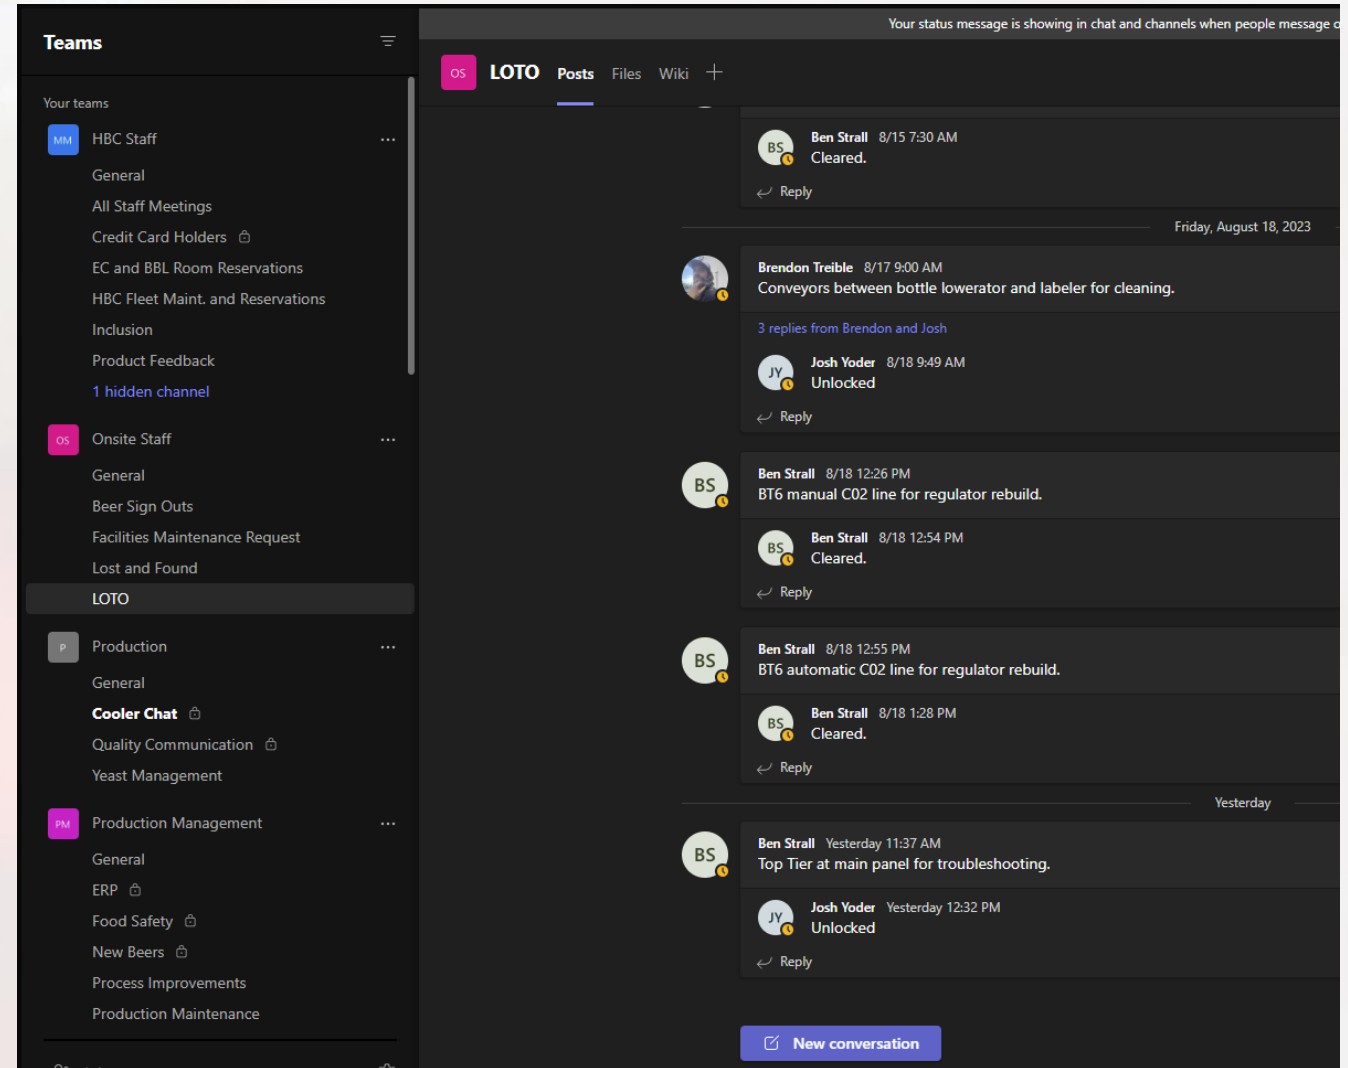 Teams
Your teams
MM HBC Staff
General
All Staff Meetings
Credit Card Holders
EC and BBL Room Reservations
HBC Fleet Maint. and Reservations
Inclusion
Product Feedback
1 hidden channel
OS Onsite Staff
General
Beer Sign Outs
Facilities Maintenance Request
Lost and Found
LOTO
P Production
General
Cooler Chat
Quality Communication
Yeast Management
PM Production Management
General
ERP
Food Safety
New Beers
Process Improvements
Production Maintenance
Your status message is showing in chat and channels when people message
OS LOTO Posts Files Wiki
BS Ben Strall 8/15 7:30 AM
Cleared.
Reply
Friday, August 18, 2023
Brendon Treible 8/17 9:00 AM
Conveyors between bottle lowerator and labeler for cleaning.
3 replies from Brendon and Josh
JY Josh Yoder 8/18 9:49 AM
Unlocked
Reply
BS Ben Strall 8/18 12:26 PM
BT6 manual C02 line for regulator rebuild.
BS Ben Strall 8/18 12:54 PM
Cleared.
Reply
BS Ben Strall 8/18 12:55 PM
BT6 automatic C02 line for regulator rebuild.
BS Ben Strall 8/18 1:28 PM
Cleared.
Reply
Yesterday
BS Ben Strall Yesterday 11:37 AM
Top Tier at main panel for troubleshooting.
JY Josh Yoder Yesterday 12:32 PM
Unlocked
Reply
New conversation